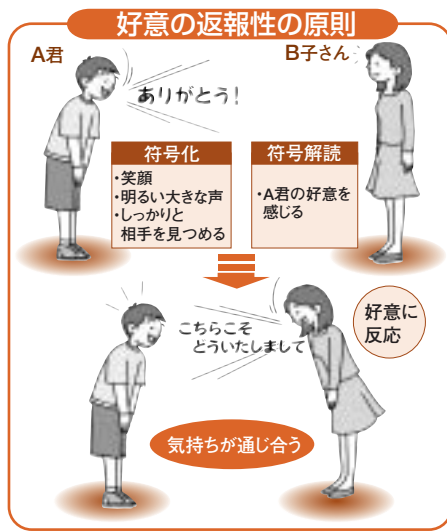 好意の返報性の原則
A君
B子さん
ありがとう!
符号化
・笑顔
・明るい大きな声
・しっかりと
相手を見つめる
符号解読
・A君の好意を
感じる
こちらこそ
どういたしまして
好意に
反応
気持ちが通じ合う